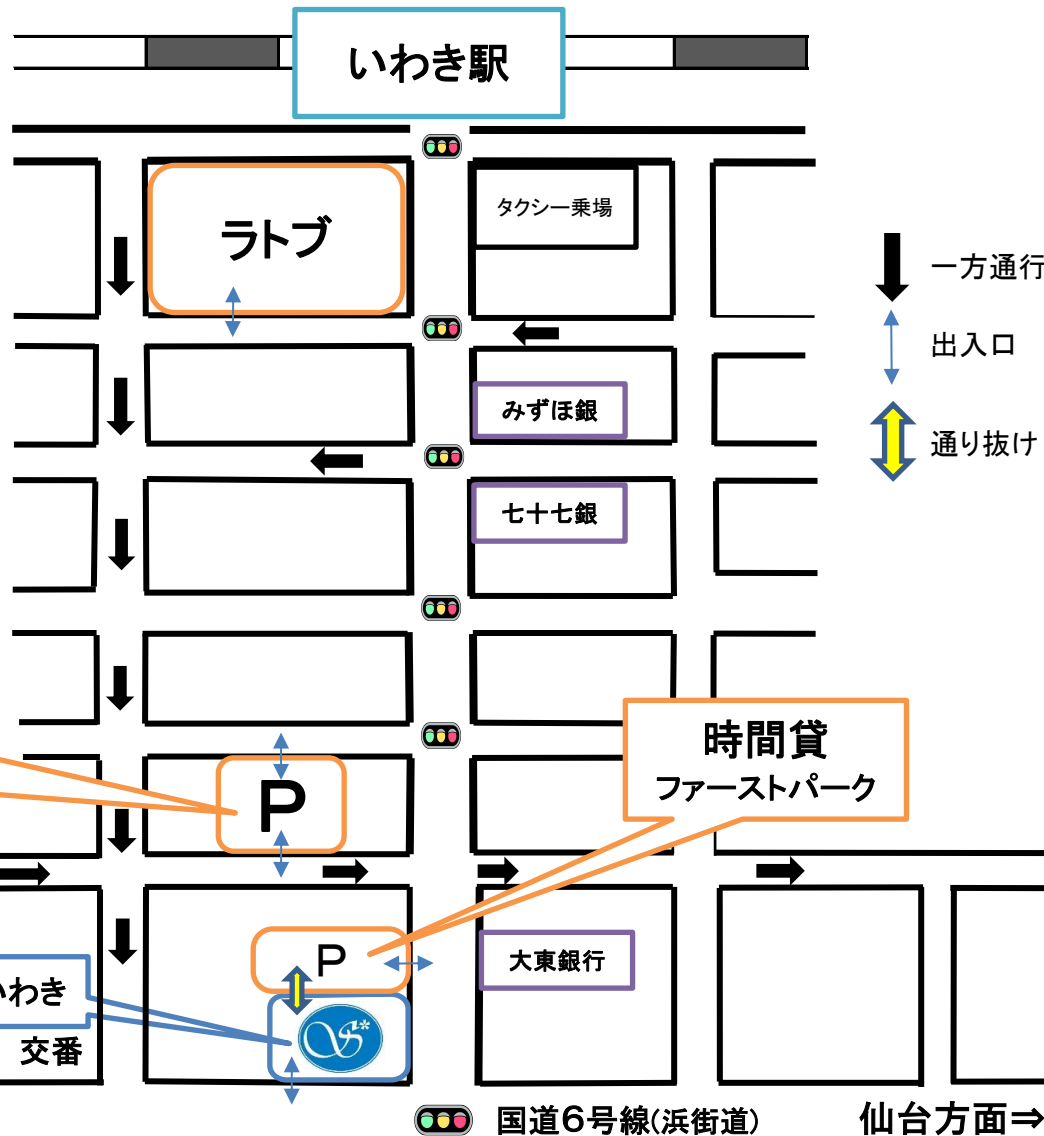 いわき駅
ラトブ
タクシー乗場
一方通行
出入口
みずほ銀
通り抜け
七十七銀
時間貸
ファーストパーク
P
P
大東銀行
いわき
交番
国道6号線(浜街道)
仙台方面⇒